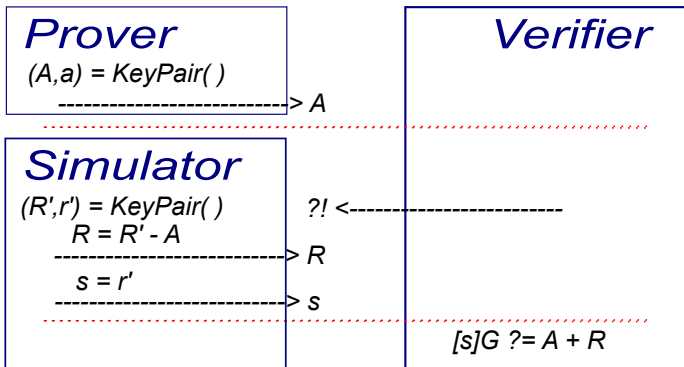 Prover
Verifier
(A,a) = KeyPair( )
---------------------------> A
Simulator
(R',r') = KeyPair( )
?! <-------------------------
R = R' - A
---------------------------> R
s = r'
---------------------------> s
[s]G ?= A + R